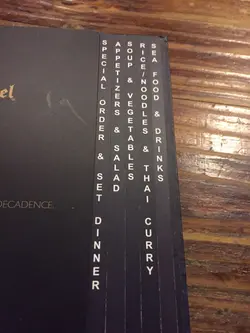 el
DECADENCE.
SPECIAL ORDER & SET DINNER
APPETIZERS & SALAD
SOUP & VEGETABLES
RICE/NOODLES & THAI CURRY
SEA FOOD & DRINKS